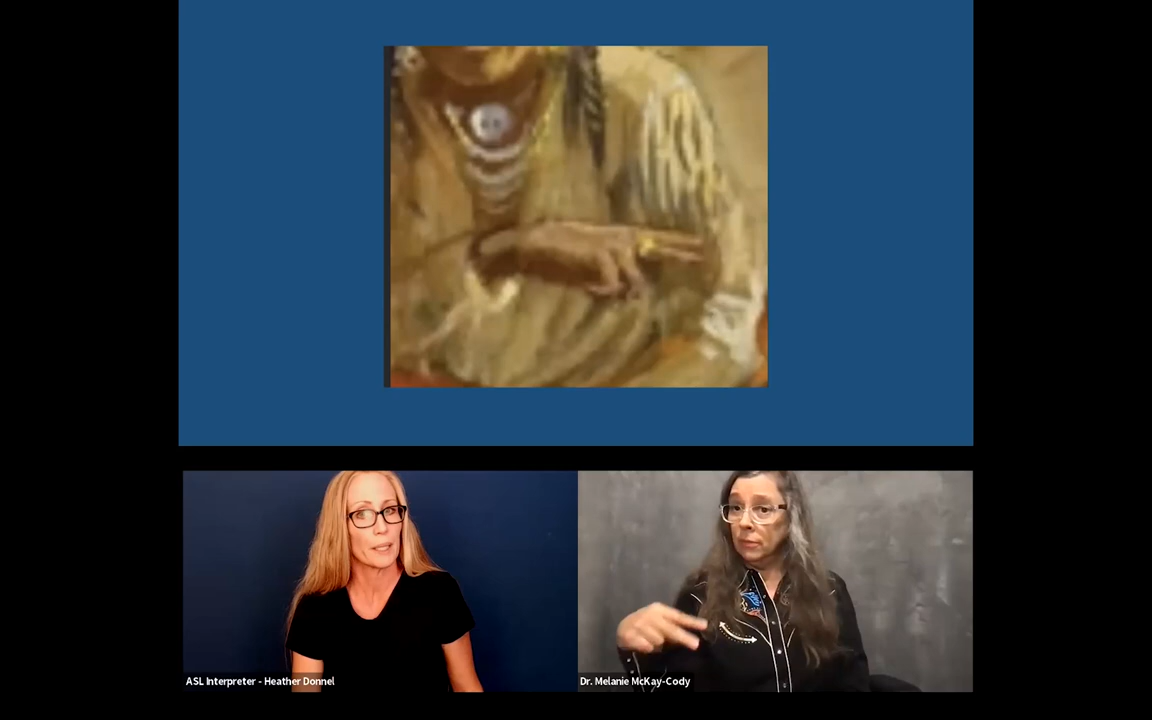 ASL Interpreter - Heather Donnel
Dr. Melanie McKay-Cody